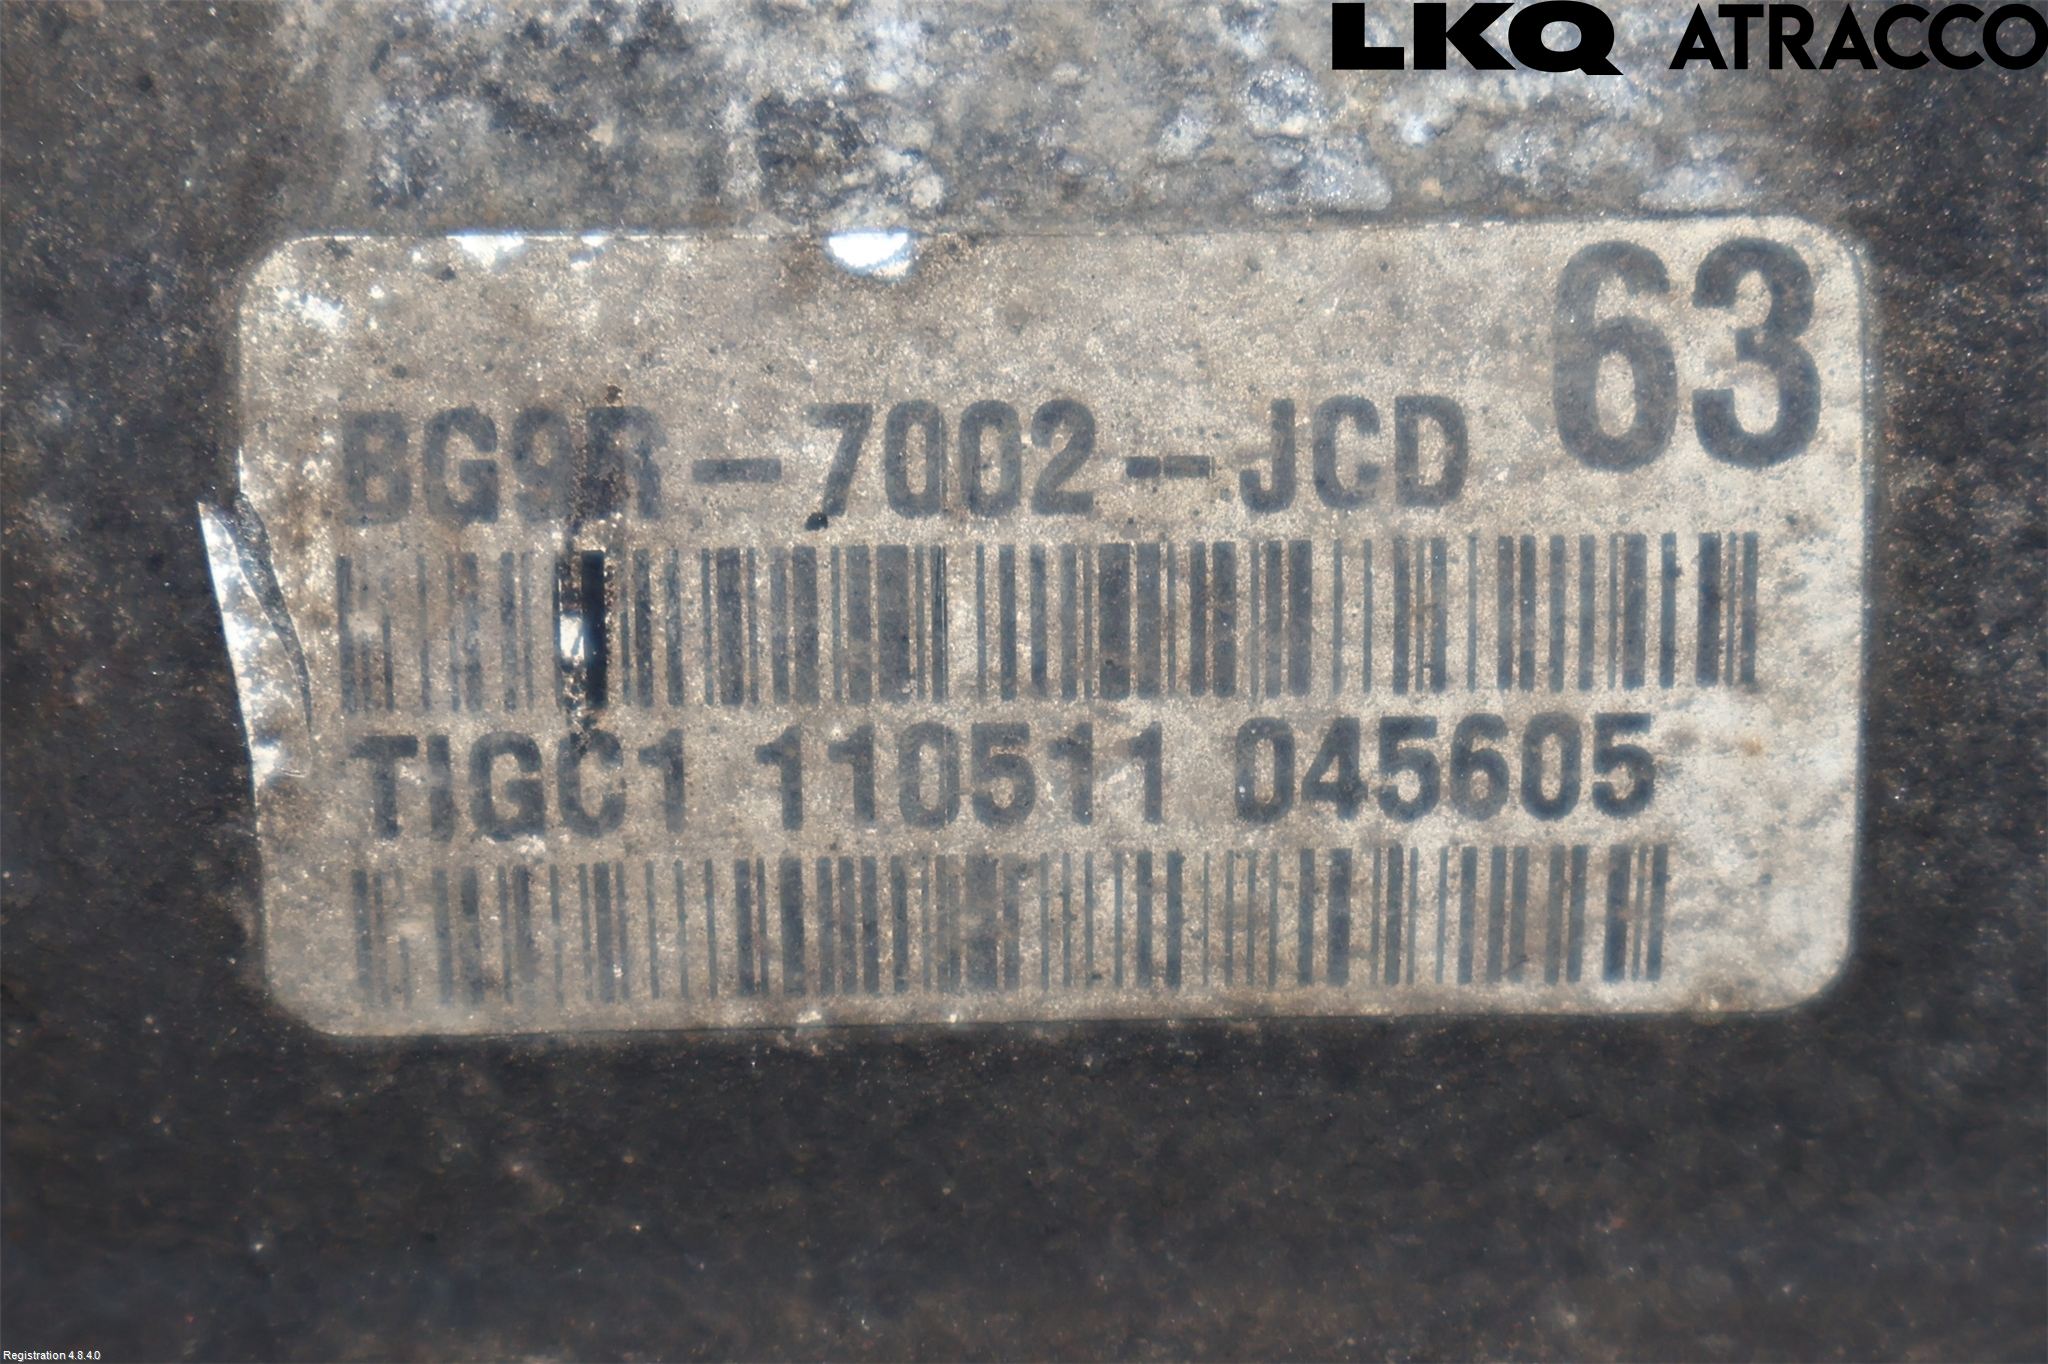 LKQ ATRACCO
63
BG9R-7002-JCD
TIGC1 110511 045605
Registration 4.8.4.0